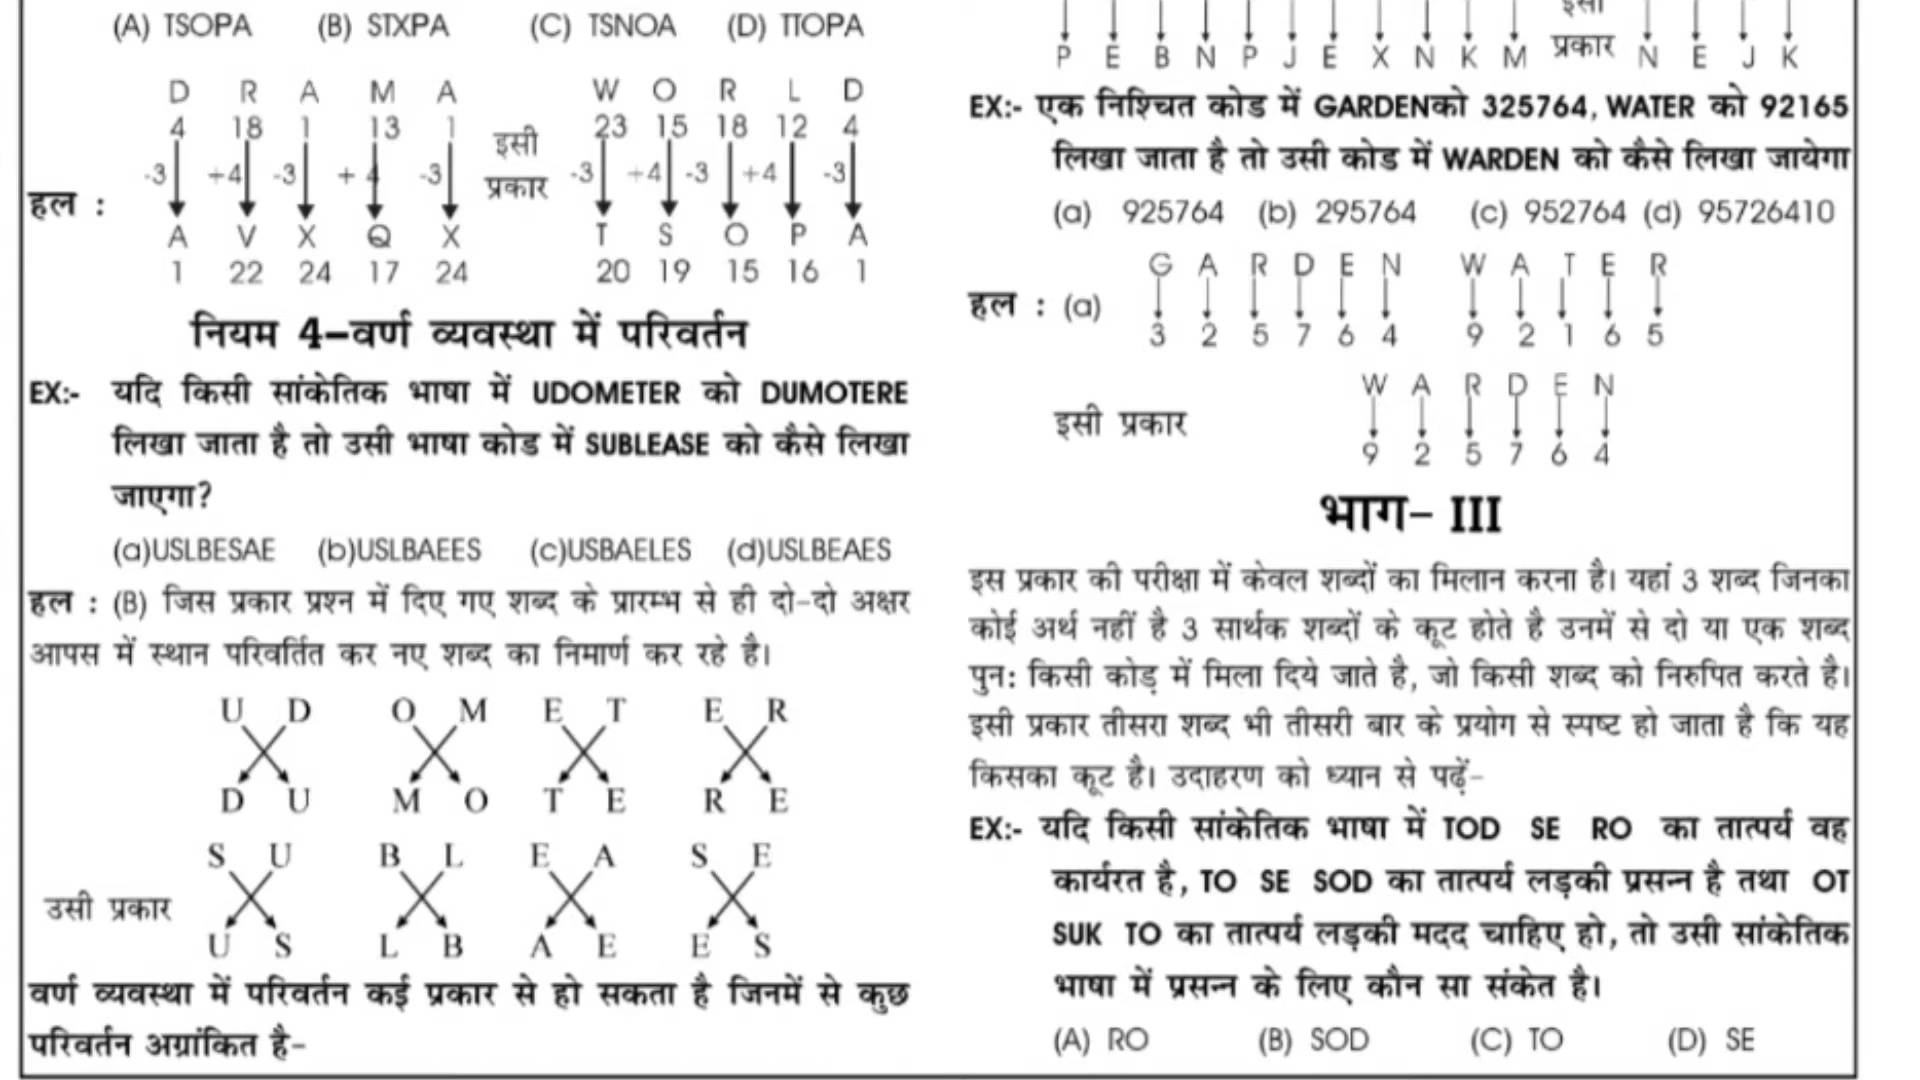 (A) TSOPA (B) STXPA (C) TSNOA (D) TTOPA
D R A M A W O R L D
4 18 1 13 1 23 15 18 12 4
-3 +4 -3 +4 -3 इसी प्रकार -3 +4 -3 +4 -3
हल :
A V X Q X T S O P A
1 22 24 17 24 20 19 15 16 1
नियम 4–वर्ण व्यवस्था में परिवर्तन
EX:- यदि किसी सांकेतिक भाषा में UDOMETER को DUMOTERE
लिखा जाता है तो उसी भाषा कोड में SUBLEASE को कैसे लिखा
जाएगा?
(a)USLBESAE (b)USLBAEES (c)USBAELES (d)USLBEAES
हल : (B) जिस प्रकार प्रश्न में दिए गए शब्द के प्रारम्भ से ही दो-दो अक्षर
आपस में स्थान परिवर्तित कर नए शब्द का निमार्ण कर रहे है।
U D O M E T E R
D U M O T E R E
S U B L E A S E
उसी प्रकार
U S L B A E E S
वर्ण व्यवस्था में परिवर्तन कई प्रकार से हो सकता है जिनमें से कुछ
परिवर्तन अग्रांकित है-
इसी
P E B N P J E X N K M प्रकार N E J K
EX:- एक निश्चित कोड में GARDENको 325764, WATER को 92165
लिखा जाता है तो उसी कोड में WARDEN को कैसे लिखा जायेगा
(a) 925764 (b) 295764 (c) 952764 (d) 95726410
G A R D E N W A T E R
हल : (a)
3 2 5 7 6 4 9 2 1 6 5
W A R D E N
इसी प्रकार
9 2 5 7 6 4
भाग– III
इस प्रकार की परीक्षा में केवल शब्दों का मिलान करना है। यहां 3 शब्द जिनका
कोई अर्थ नहीं है 3 सार्थक शब्दों के कूट होते है उनमें से दो या एक शब्द
पुन: किसी कोड़ में मिला दिये जाते है, जो किसी शब्द को निरुपित करते है।
इसी प्रकार तीसरा शब्द भी तीसरी बार के प्रयोग से स्पष्ट हो जाता है कि यह
किसका कूट है। उदाहरण को ध्यान से पढ़ें-
EX:- यदि किसी सांकेतिक भाषा में TOD SE RO का तात्पर्य वह
कार्यरत है, TO SE SOD का तात्पर्य लड़की प्रसन्न है तथा OT
SUK TO का तात्पर्य लड़की मदद चाहिए हो, तो उसी सांकेतिक
भाषा में प्रसन्न के लिए कौन सा संकेत है।
(A) RO (B) SOD (C) TO (D) SE